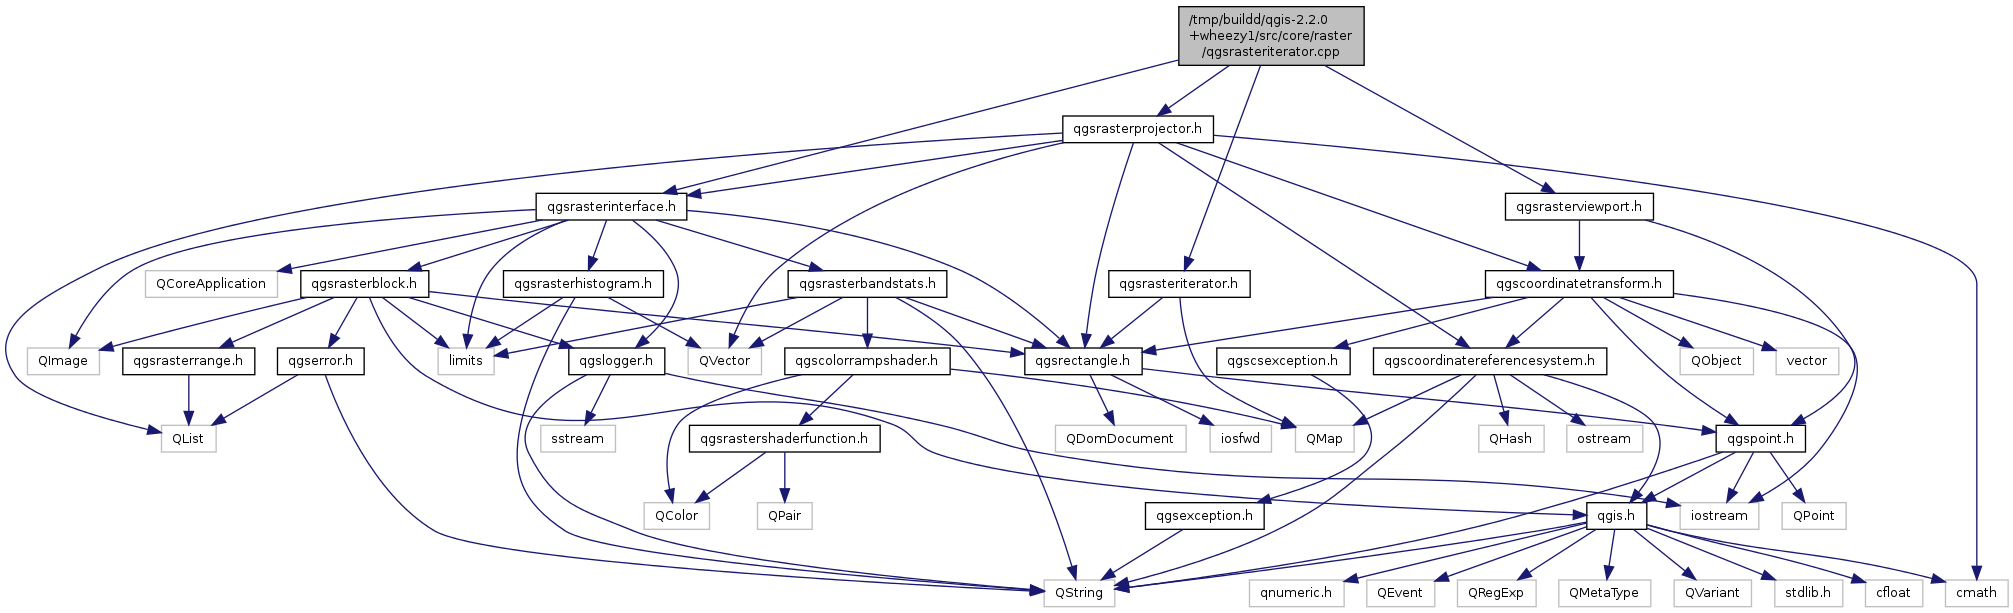 /tmp/buildd/qgis-2.2.0
+wheezy1/src/core/raster
/qgsrasteriterator.cpp
qgsrasterprojector.h
qgsrasterinterface.h
qgsrasterviewport.h
QCoreApplication
qgsrasterblock.h
qgsrasterhistogram.h
qgsrasterbandstats.h
qgsrasteriterator.h
qgscoordinatetransform.h
QImage
qgsrasterrange.h
qgserror.h
limits
qgslogger.h
QVector
qgscolorrampshader.h
qgsrectangle.h
qgscsexception.h
qgscoordinatereferencesystem.h
QObject
vector
QList
sstream
qgsrastershaderfunction.h
QDomDocument
iosfwd
QMap
QHash
ostream
qgspoint.h
QColor
QPair
qgsexception.h
qgis.h
iostream
QPoint
QString
qnumeric.h
QEvent
QRegExp
QMetaType
QVariant
stdlib.h
cfloat
cmath